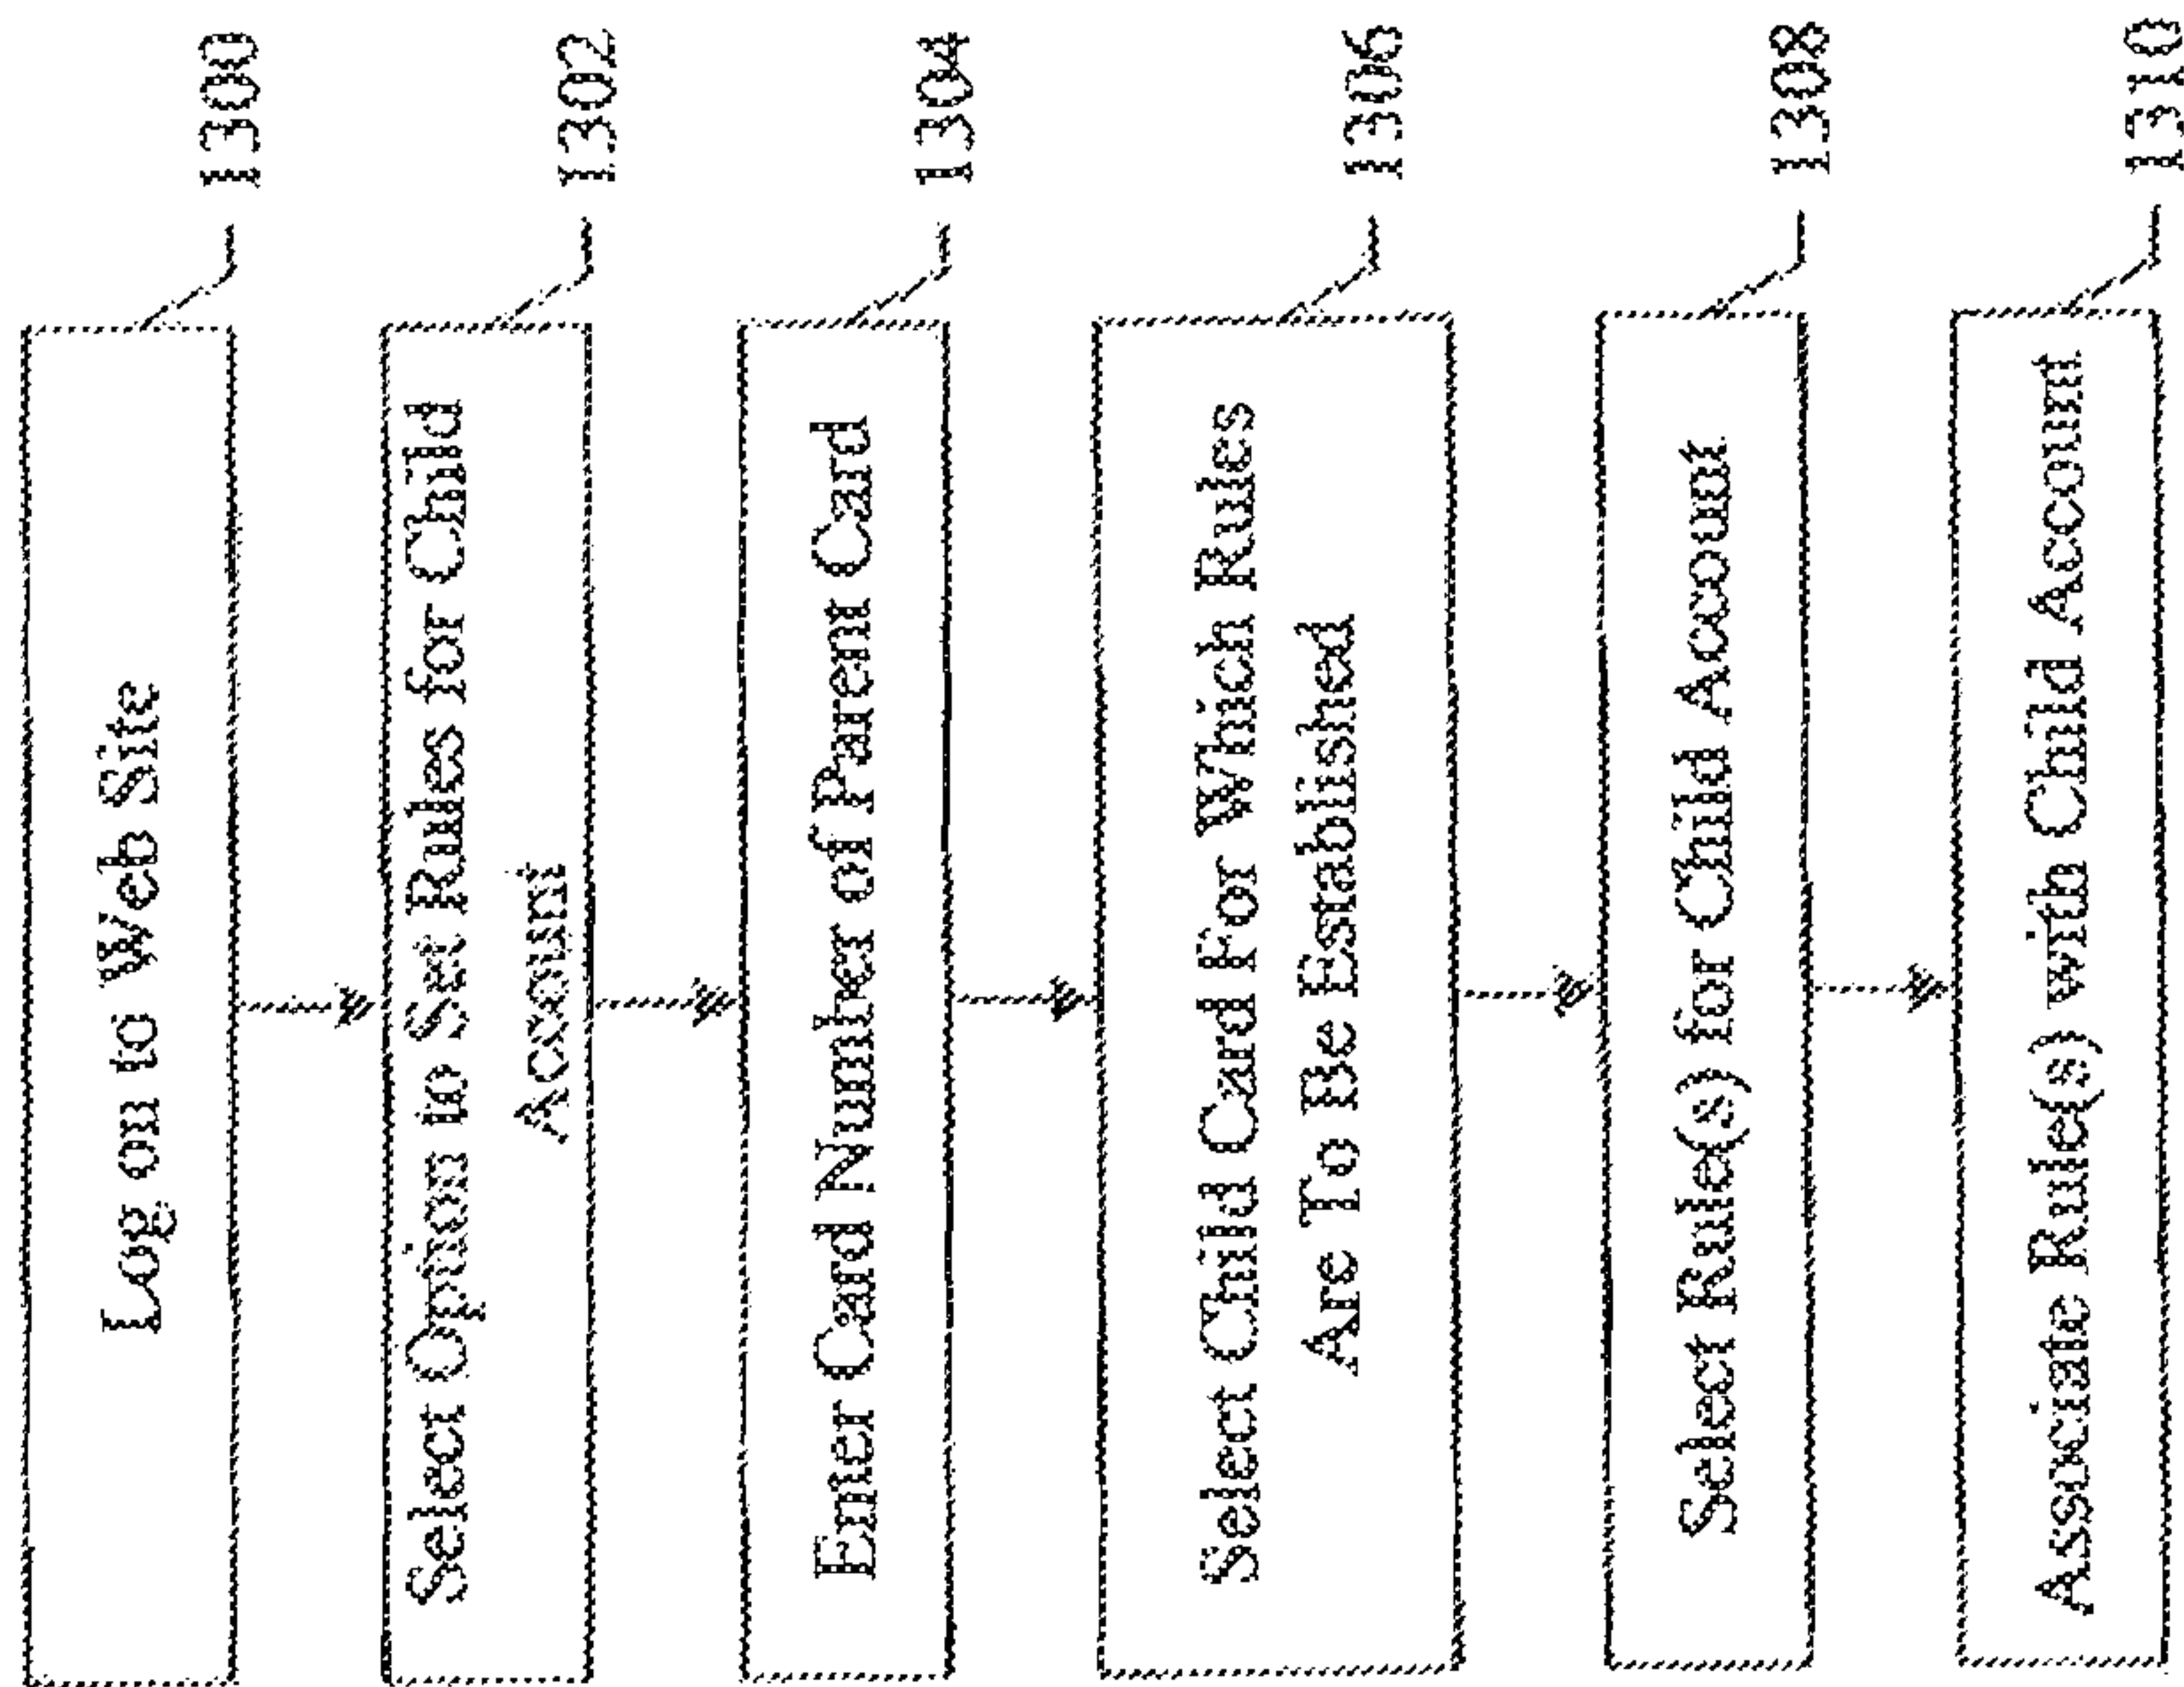 Log on to Web Site
1300
Select Option to Set Rules for Child
Account
1302
Enter Card Number of Parent Card
1304
Select Child Card For Which Rules
Are To Be Established
1306
Select Rule(s) for Child Account
1308
Associate Rule(s) with Child Account
1310